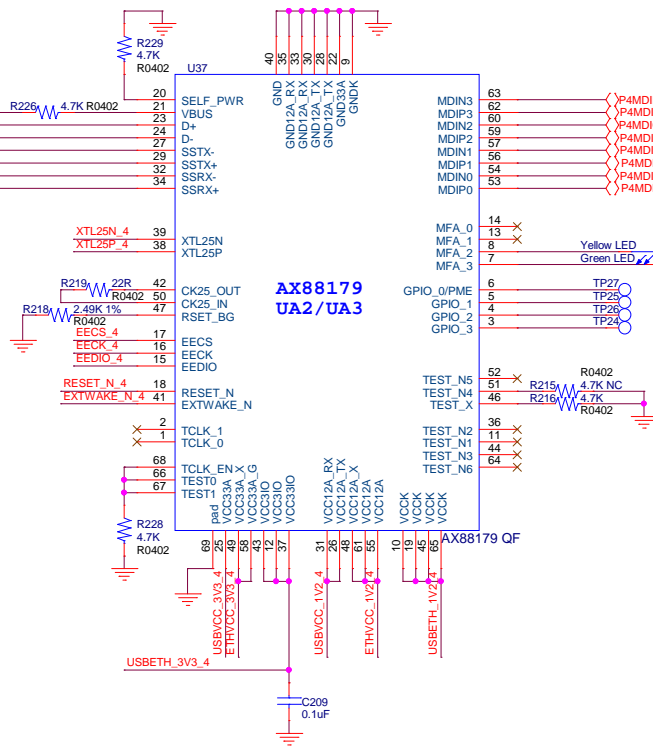 R229
4.7K
R0402
U37
40
35
33
30
28
22
9
GND
GND12A_RX
GND12A_RX
GND12A_TX
GND12A_TX
GND33A
GNDK
20
SELF_PWR
R226 4.7K R0402
21
VBUS
23
D+
24
D-
27
SSTX-
29
SSTX+
32
SSRX-
34
SSRX+
MDIN3
63
P4MDI
MDIP3
62
P4MDI
MDIN2
60
P4MDI
MDIP2
59
P4MDI
MDIN1
57
P4MDI
MDIP1
56
P4MDI
MDIN0
54
P4MDI
MDIP0
53
P4MDI
XTL25N_4
39
XTL25N
XTL25P_4
38
XTL25P
MFA_0
14
MFA_1
13
MFA_2
8
Yellow LED
MFA_3
7
Green LED
R219 22R
R0402
42
CK25_OUT
50
CK25_IN
R218 2.49K 1%
R0402
47
RSET_BG
AX88179
UA2/UA3
GPIO_0/PME
6
TP27
GPIO_1
5
TP25
GPIO_2
4
TP26
GPIO_3
3
TP24
EECS_4
17
EECS
EECK_4
16
EECK
EEDIO_4
15
EEDIO
RESET_N_4
18
RESET_N
EXTWAKE_N_4
41
EXTWAKE_N
TEST_N5
52
TEST_N4
51
R215
R0402
4.7K NC
TEST_X
46
R216
4.7K
R0402
2
TCLK_1
1
TCLK_0
TEST_N2
36
TEST_N1
11
TEST_N3
44
TEST_N6
64
68
TCLK_EN
66
TEST0
67
TEST1
R228
4.7K
R0402
pad
VCC33A
VCC33A_X
VCC33A_G
VCC3IO
VCC3IO
VCC33IO
VCC12A_RX
VCC12A_TX
VCC12A_X
VCC12A
VCC12A
VCCK
VCCK
VCCK
VCCK
69
25
49
58
43
12
37
31
26
48
61
55
10
19
45
65
AX88179 QF
USBVCC_3V3_4
ETHVCC_3V3_4
USBVCC_1V2_4
ETHVCC_1V2_4
USBETH_1V2_4
USBETH_3V3_4
C209
0.1uF